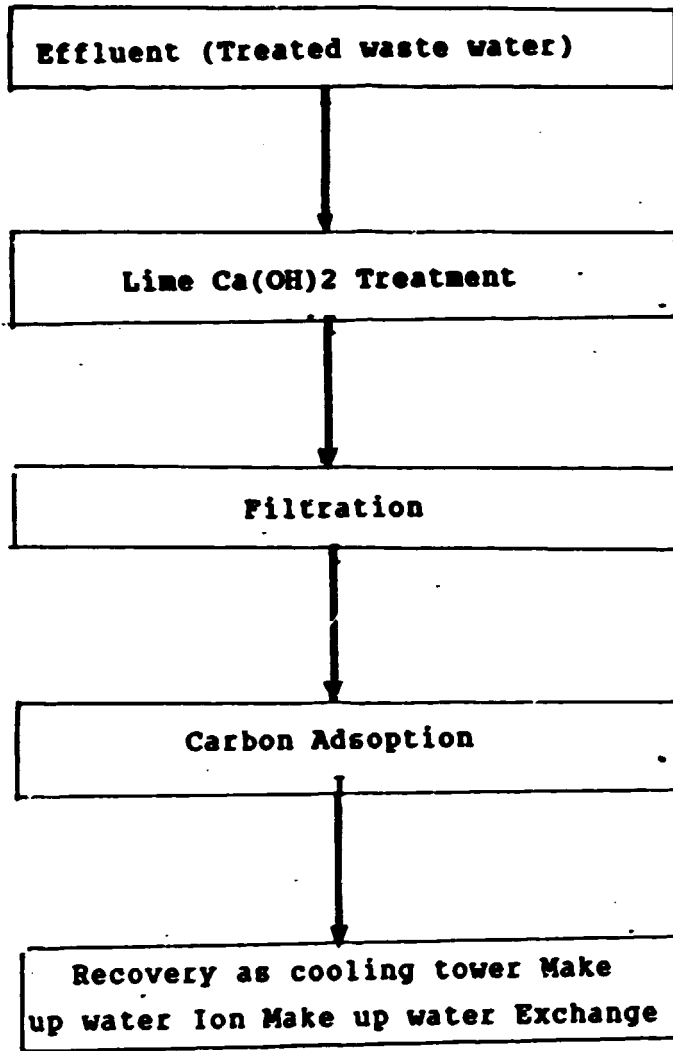 Effluent (Treated waste water)
Lime Ca(OH)2 Treatment
Filtration
Carbon Adsoption
Recovery as cooling tower Make
up water Ion Make up water Exchange